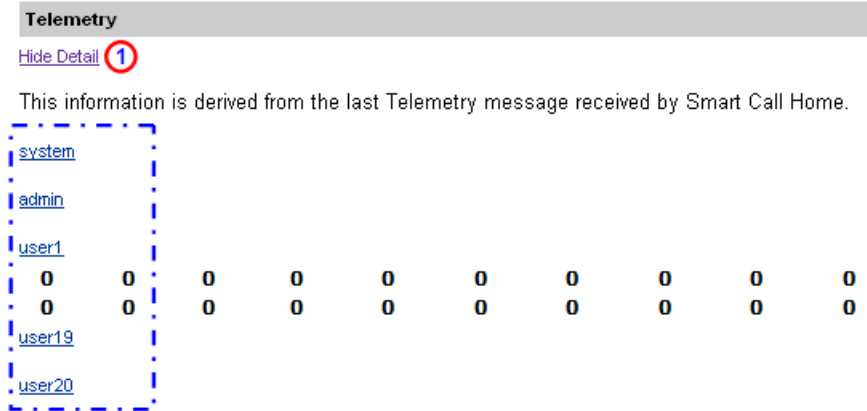 Telemetry
Hide Detail 1
This information is derived from the last Telemetry message received by Smart Call Home.
system
admin
user1
0 0 0 0 0 0 0 0 0 0
0 0 0 0 0 0 0 0 0 0
user19
user20